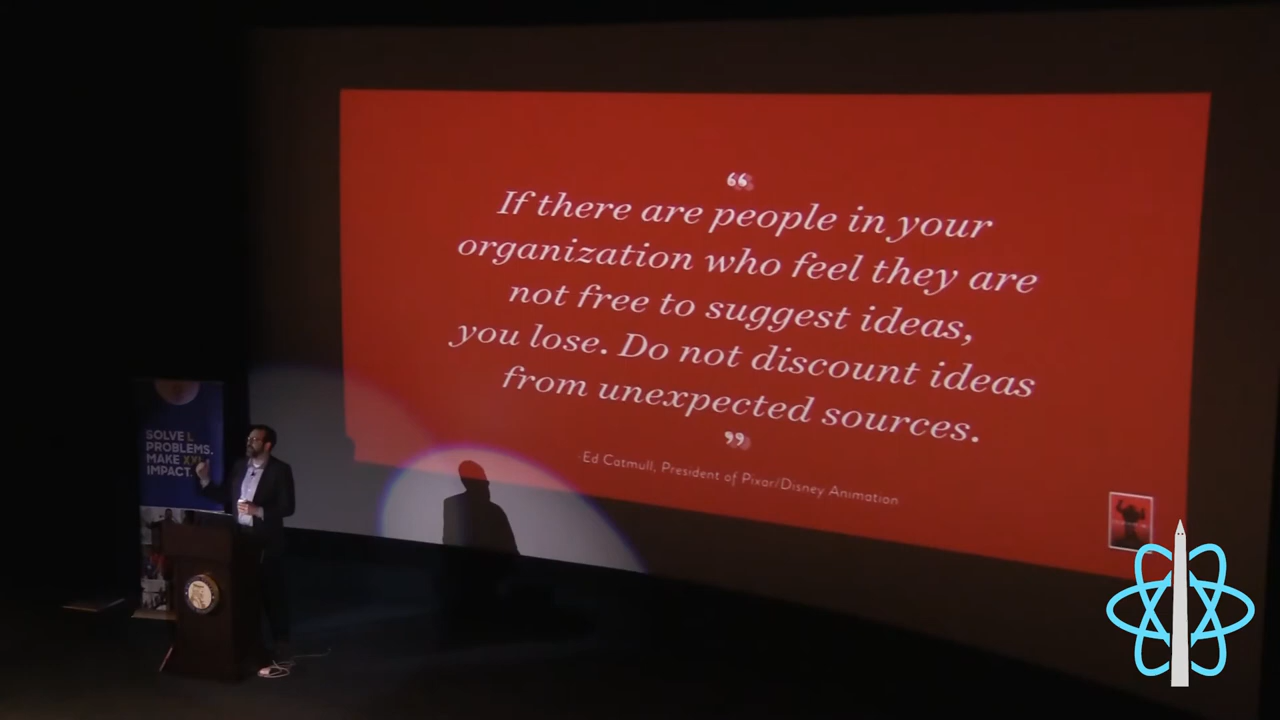 “
If there are people in your
organization who feel they are
not free to suggest ideas,
you lose. Do not discount ideas
from unexpected sources.
”
-Ed Catmull, President of Pixar/Disney Animation
SOLVE
PROBLEMS.
MAKE XXL
IMPACT.